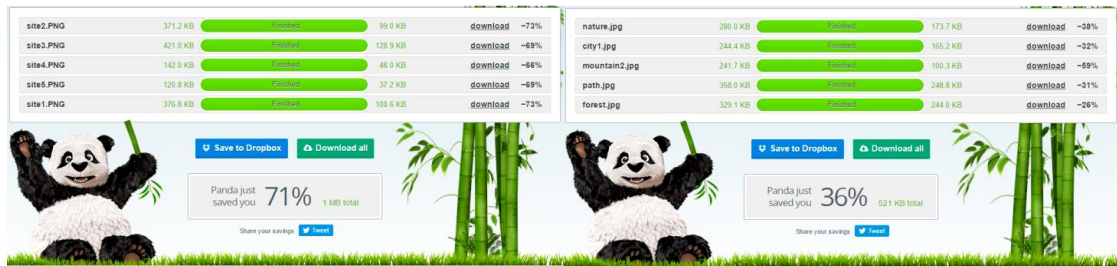 site2.PNG 371.2 KB Finished 99.0 KB download -73%
site3.PNG 421.0 KB Finished 128.9 KB download -69%
site4.PNG 142.0 KB Finished 48.0 KB download -66%
site5.PNG 120.8 KB Finished 37.2 KB download -69%
site1.PNG 376.8 KB Finished 100.6 KB download -73%
Save to Dropbox Download all
Panda just
saved you 71% 1 MB total
Share your savings Tweet
nature.jpg 280.0 KB Finished 173.7 KB download -38%
city1.jpg 244.4 KB Finished 165.2 KB download -32%
mountain2.jpg 241.7 KB Finished 100.3 KB download -59%
path.jpg 358.0 KB Finished 248.8 KB download -31%
forest.jpg 329.1 KB Finished 244.0 KB download -26%
Save to Dropbox Download all
Panda just
saved you 36% 521 KB total
Share your savings Tweet